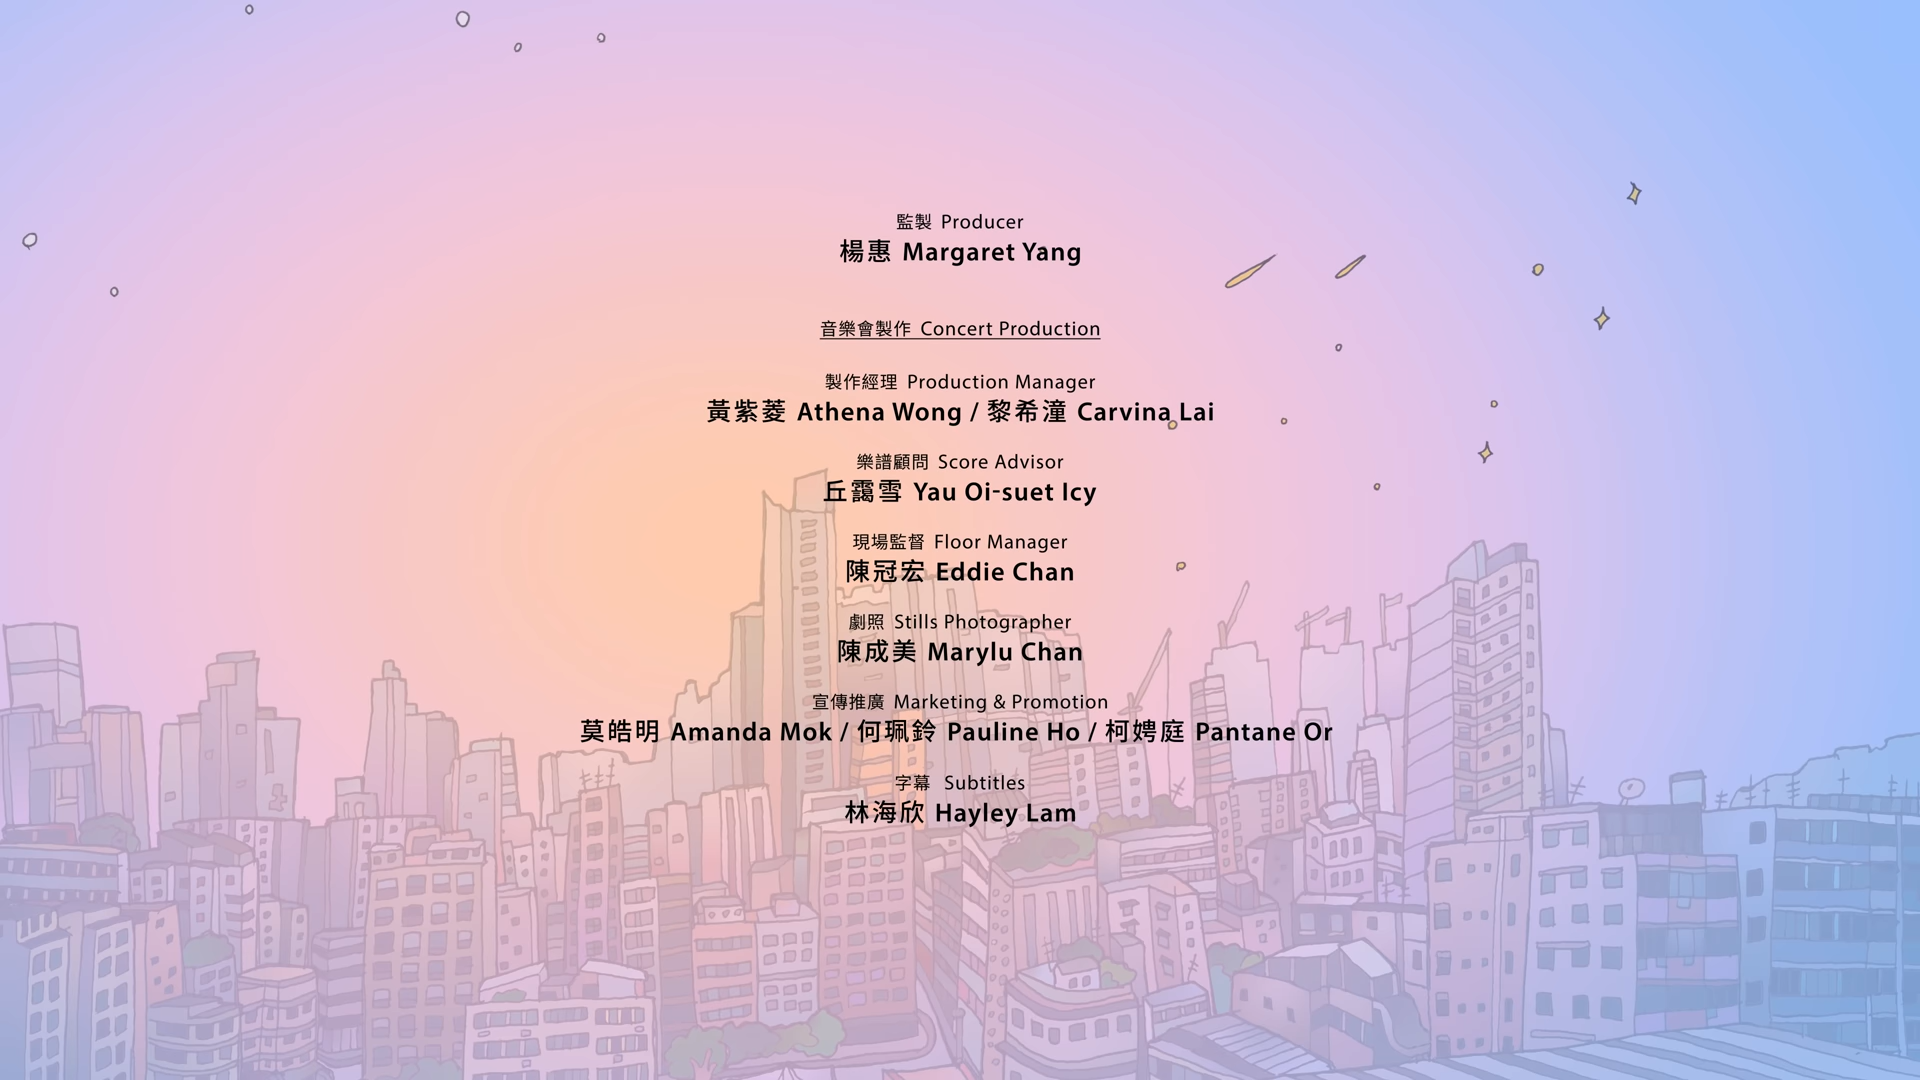 監製 Producer
楊惠 Margaret Yang
音樂會製作 Concert Production
製作經理 Production Manager
黃紫菱 Athena Wong / 黎希潼 Carvina Lai
樂譜顧問 Score Advisor
丘靄雪 Yau Oi-suet Icy
現場監督 Floor Manager
陳冠宏 Eddie Chan
劇照 Stills Photographer
陳成美 Marylu Chan
宣傳推廣 Marketing & Promotion
莫皓明 Amanda Mok / 何珮鈴 Pauline Ho / 柯娉庭 Pantane Or
字幕 Subtitles
林海欣 Hayley Lam